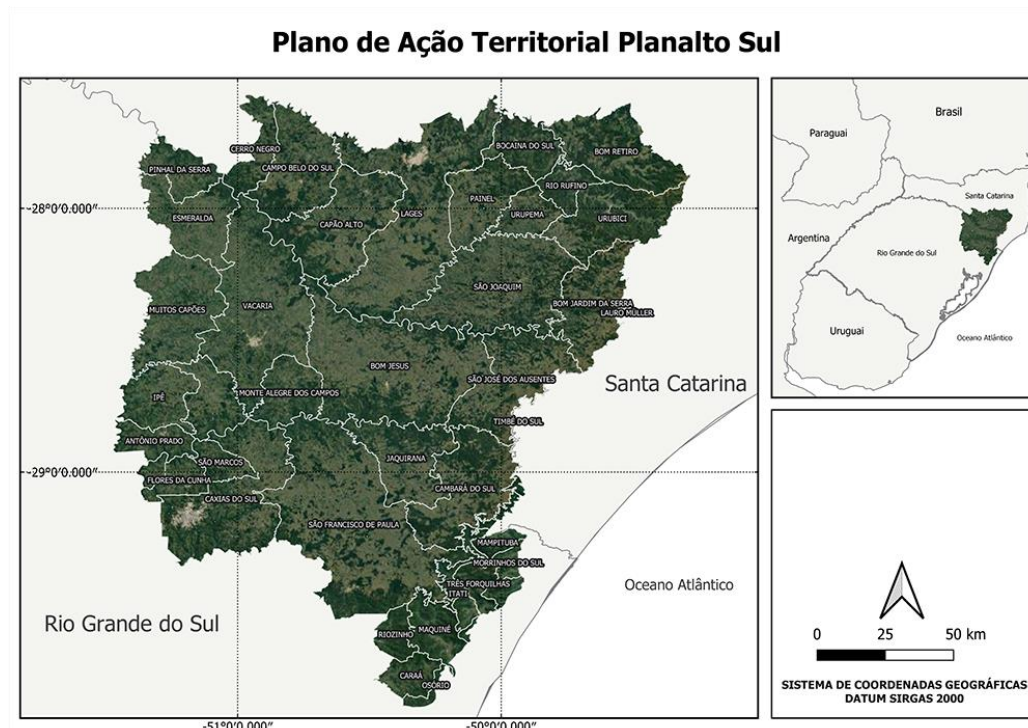 Plano de Ação Territorial Planalto Sul
CERRO NEGRO
BOCAINA DO SUL
BOM RETIRO
PINHAL DA SERRA
CAMPO BELO DO SUL
RIO RUFINO
PAINEL
-28°0'0.000"
ESMERALDA
CAPÃO ALTO
LAGES
URUPEMA
URUBICI
SÃO JOAQUIM
MUITOS CAPÕES
VACARIA
BOM JARDIM DA SERRA
LAURO MÜLLER
BOM JESUS
SÃO JOSÉ DOS AUSENTES
Santa Catarina
IPÊ
MONTE ALEGRE DOS CAMPOS
TIMBÉ DO SUL
ANTÔNIO PRADO
SÃO MARCOS
JAQUIRANA
-29°0'0.000"
FLORES DA CUNHA
CAMBARÁ DO SUL
CAXIAS DO SUL
SÃO FRANCISCO DE PAULA
MAMPITUBA
MORRINHOS DO SUL
TRÊS FORQUILHAS
ITATI
Oceano Atlântico
Rio Grande do Sul
RIOZINHO
MAQUINÉ
CARAÁ
OSÓRIO
-51°0'0.000"
-50°0'0.000"
Brasil
Paraguai
Santa Catarina
Argentina
Rio Grande do Sul
Uruguai
Oceano Atlântico
0 25 50 km
SISTEMA DE COORDENADAS GEOGRÁFICAS
DATUM SIRGAS 2000